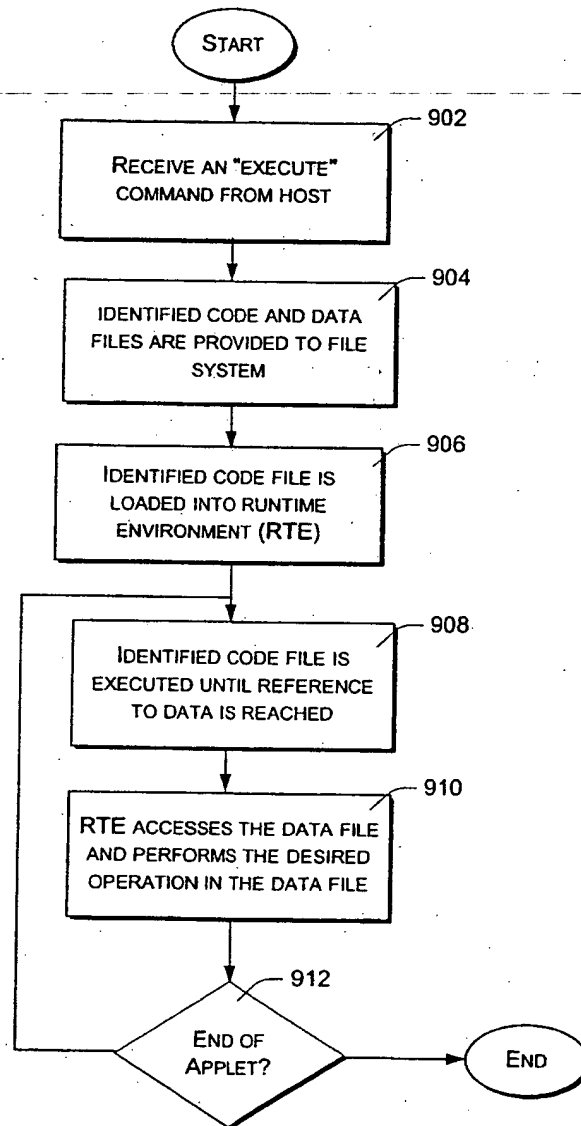 START
902
RECEIVE AN "EXECUTE"
COMMAND FROM HOST
904
IDENTIFIED CODE AND DATA
FILES ARE PROVIDED TO FILE
SYSTEM
906
IDENTIFIED CODE FILE IS
LOADED INTO RUNTIME
ENVIRONMENT (RTE)
908
IDENTIFIED CODE FILE IS
EXECUTED UNTIL REFERENCE
TO DATA IS REACHED
910
RTE ACCESSES THE DATA FILE
AND PERFORMS THE DESIRED
OPERATION IN THE DATA FILE
912
END OF
APPLET?
END